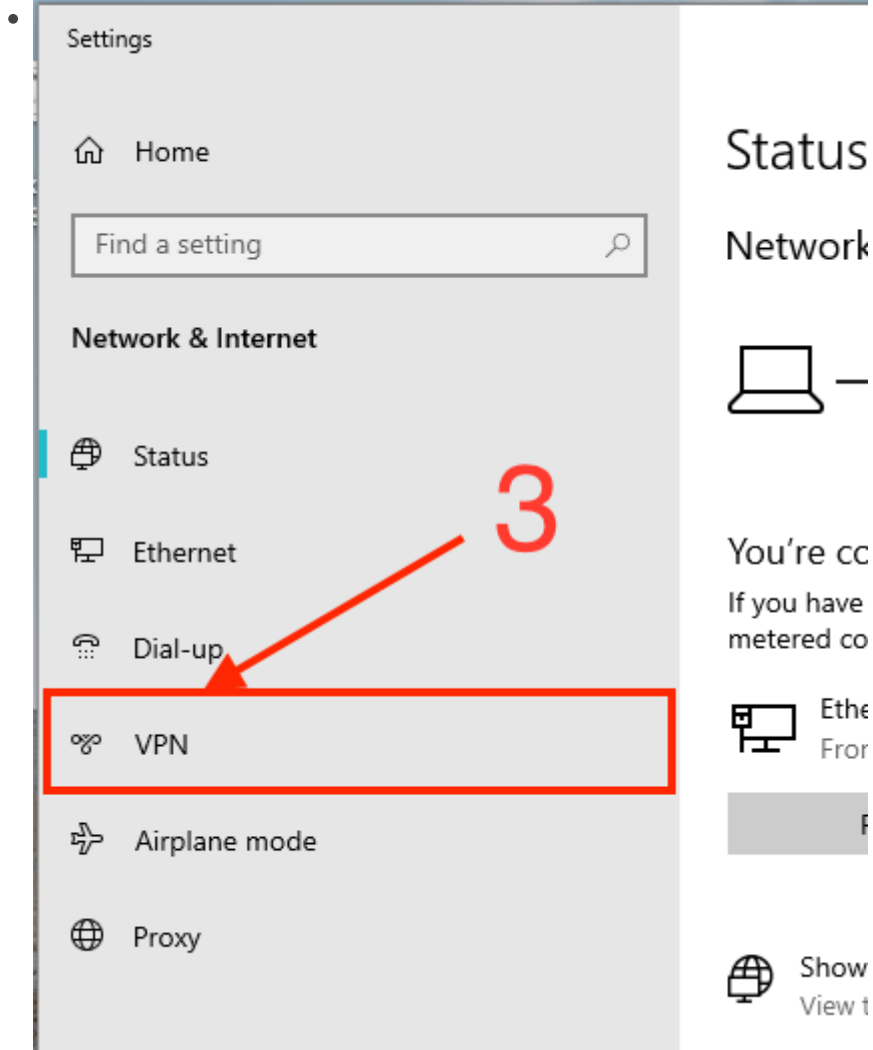 Settings
Home
Find a setting
Network & Internet
Status
Ethernet
Dial-up
VPN
Airplane mode
Proxy
3
Status
Network
You're co
If you have
metered co
Ethe
From
Show
View t